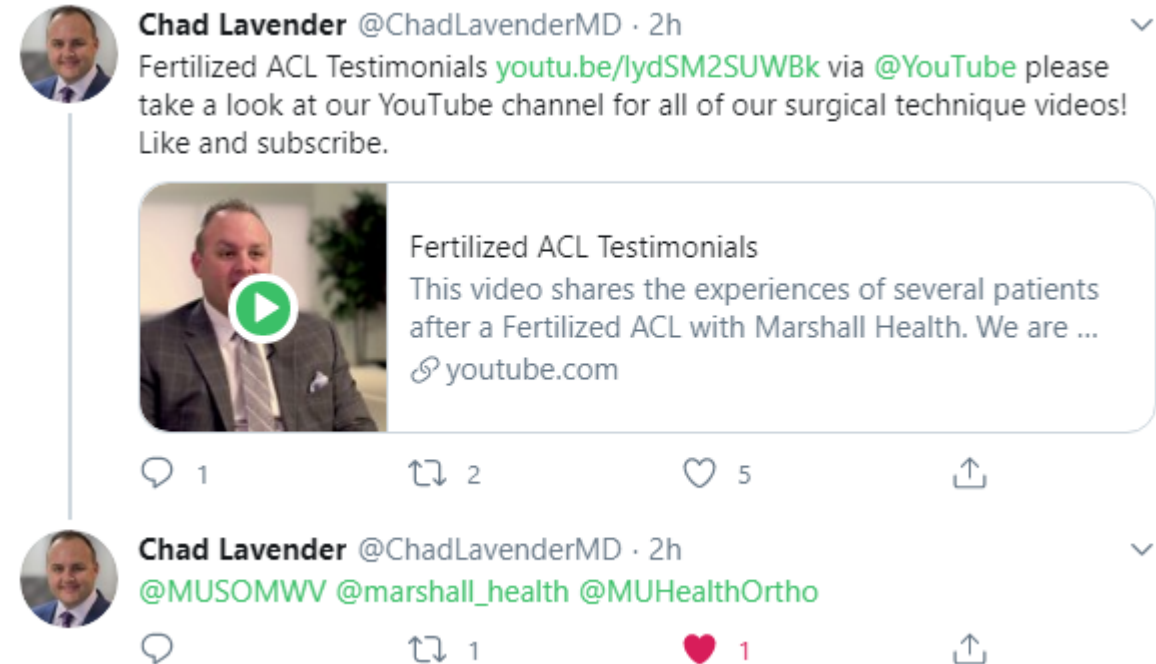 Chad Lavender @ChadLavenderMD · 2h
Fertilized ACL Testimonials youtu.be/lydSM2SUWBk via @YouTube please
take a look at our YouTube channel for all of our surgical technique videos!
Like and subscribe.
Fertilized ACL Testimonials
This video shares the experiences of several patients
after a Fertilized ACL with Marshall Health. We are ...
youtube.com
1 2 5
Chad Lavender @ChadLavenderMD · 2h
@MUSOMWV @marshall_health @MUHealthOrtho
1 1